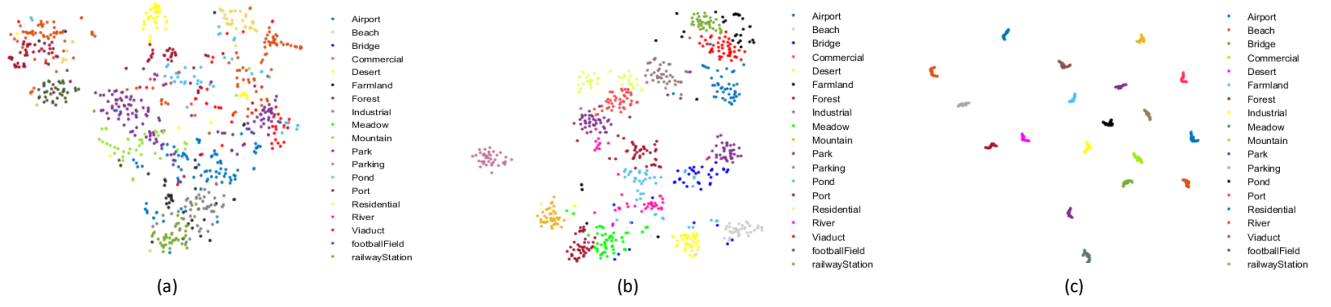 Airport
Beach
Bridge
Commercial
Desert
Farmland
Forest
Industrial
Meadow
Mountain
Park
Parking
Pond
Port
Residential
River
Viaduct
footballField
railwayStation
(a)
Airport
Beach
Bridge
Commercial
Desert
Farmland
Forest
Industrial
Meadow
Mountain
Park
Parking
Pond
Port
Residential
River
Viaduct
footballField
railwayStation
(b)
Airport
Beach
Bridge
Commercial
Desert
Farmland
Forest
Industrial
Meadow
Mountain
Park
Parking
Pond
Port
Residential
River
Viaduct
footballField
railwayStation
(c)